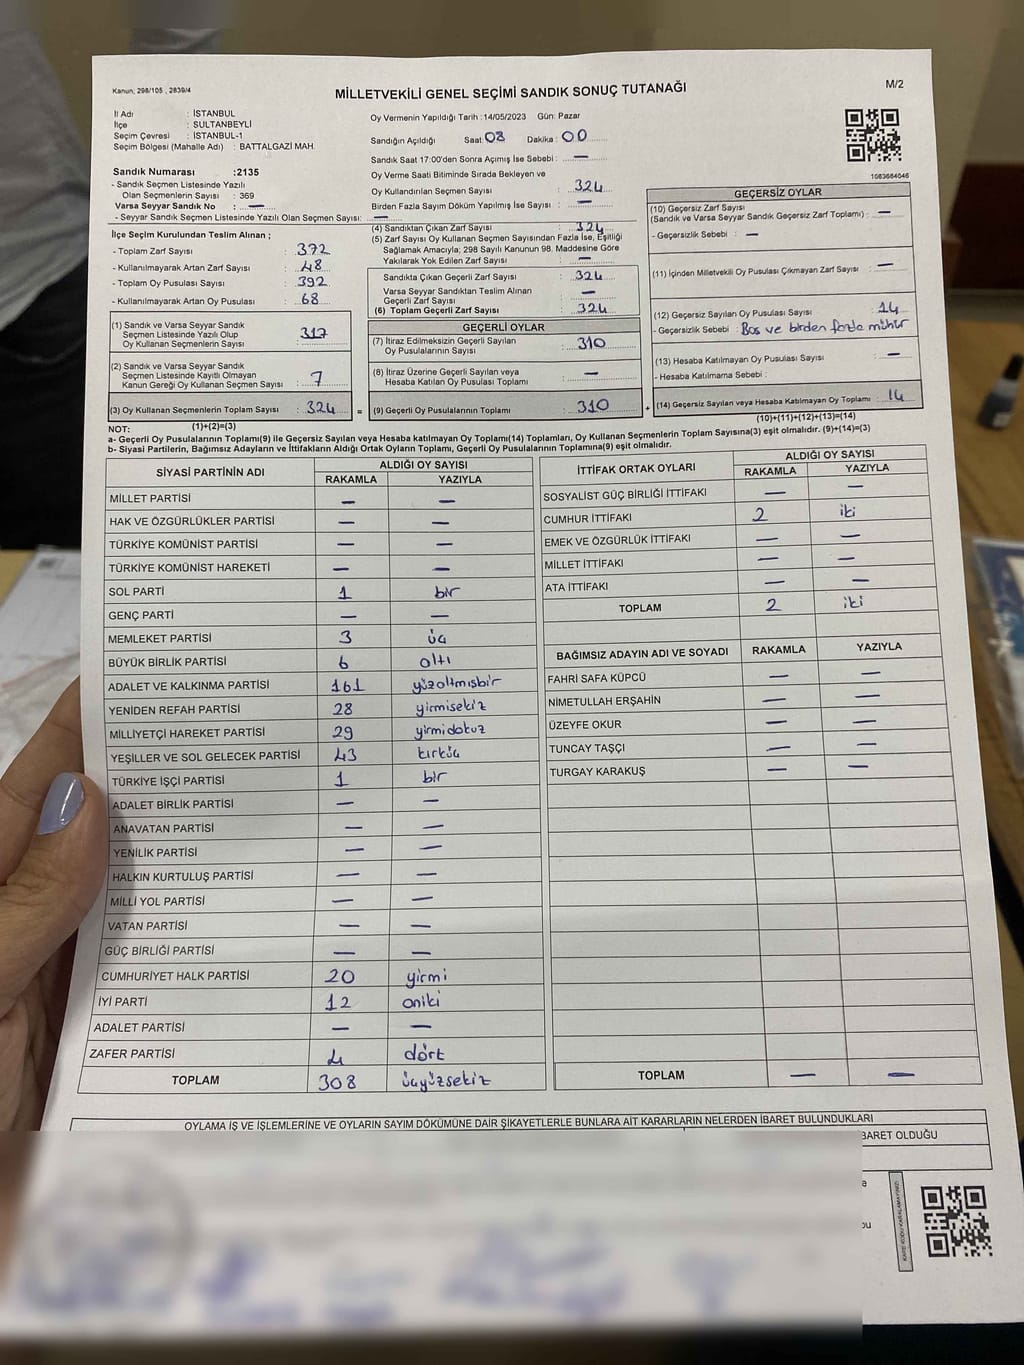 Kanun; 298/105 , 2839/4
MİLLETVEKİLİ GENEL SEÇİMİ SANDIK SONUÇ TUTANAĞI
M/2
İl Adı : İSTANBUL
İlçe : SULTANBEYLİ
Seçim Çevresi : İSTANBUL-1
Seçim Bölgesi (Mahalle Adı) : BATTALGAZİ MAH.
Sandık Numarası :2135
- Sandık Seçmen Listesinde Yazılı
Olan Seçmenlerin Sayısı : 369
Varsa Seyyar Sandık No : —
- Seyyar Sandık Seçmen Listesinde Yazılı Olan Seçmen Sayısı: —
Oy Vermenin Yapıldığı Tarih : 14/05/2023 Gün: Pazar
Sandığın Açıldığı Saat: 08 Dakika : 00
Sandık Saat 17:00'den Sonra Açımış İse Sebebi : —
Oy Verme Saati Bitiminde Sırada Bekleyen ve
Oy Kullandırılan Seçmen Sayısı 324
Birden Fazla Sayım Döküm Yapılmış İse Sayısı : —
1083684646
İlçe Seçim Kurulundan Teslim Alınan ;
- Toplam Zarf Sayısı : 372
- Kullanılmayarak Artan Zarf Sayısı : 48
- Toplam Oy Pusulası Sayısı : 392
- Kullanılmayarak Artan Oy Pusulası : 68
(1) Sandık ve Varsa Seyyar Sandık
Seçmen Listesinde Yazılı Olup
Oy Kullanan Seçmenlerin Sayısı : 317
(2) Sandık ve Varsa Seyyar Sandık
Seçmen Listesinde Kayıtlı Olmayan
Kanun Gereği Oy Kullanan Seçmen Sayısı : 7
(3) Oy Kullanan Seçmenlerin Toplam Sayısı : 324
(1)+(2)=(3)
(4) Sandıktan Çıkan Zarf Sayısı : 324
(5) Zarf Sayısı Oy Kullanan Seçmen Sayısından Fazla İse, Eşitliği
Sağlamak Amacıyla; 298 Sayılı Kanunun 98. Maddesine Göre
Yakılarak Yok Edilen Zarf Sayısı : —
Sandıkta Çıkan Geçerli Zarf Sayısı : 324
Varsa Seyyar Sandıktan Teslim Alınan
Geçerli Zarf Sayısı : —
(6) Toplam Geçerli Zarf Sayısı : 324
GEÇERLİ OYLAR
(7) İtiraz Edilmeksizin Geçerli Sayılan
Oy Pusulalarının Sayısı : 310
(8) İtiraz Üzerine Geçerli Sayılan veya
Hesaba Katılan Oy Pusulası Toplamı : —
= (9) Geçerli Oy Pusulalarının Toplamı : 310
GEÇERSİZ OYLAR
(10) Geçersiz Zarf Sayısı
(Sandık ve Varsa Seyyar Sandık Geçersiz Zarf Toplamı) : —
- Geçersizlik Sebebi : —
(11) İçinden Milletvekili Oy Pusulası Çıkmayan Zarf Sayısı : —
(12) Geçersiz Sayılan Oy Pusulası Sayısı : 14
- Geçersizlik Sebebi : Boş ve birden fazla mühür
(13) Hesaba Katılmayan Oy Pusulası Sayısı : —
- Hesaba Katılmama Sebebi :
+ (14) Geçersiz Sayılan veya Hesaba Katılmayan Oy Toplamı : 14
(10)+(11)+(12)+(13)=(14)
NOT:
a- Geçerli Oy Pusulalarının Toplamı(9) ile Geçersiz Sayılan veya Hesaba katılmayan Oy Toplamı(14) Toplamları, Oy Kullanan Seçmenlerin Toplam Sayısına(3) eşit olmalıdır. (9)+(14)=(3)
b- Siyasi Partilerin, Bağımsız Adayların ve İttifakların Aldığı Ortak Oyların Toplamı, Geçerli Oy Pusulalarının Toplamına(9) eşit olmalıdır.
SİYASİ PARTİNİN ADI ALDIĞI OY SAYISI
RAKAMLA YAZIYLA
MİLLET PARTİSİ — —
HAK VE ÖZGÜRLÜKLER PARTİSİ — —
TÜRKİYE KOMÜNİST PARTİSİ — —
TÜRKİYE KOMÜNİST HAREKETİ — —
SOL PARTİ 1 bir
GENÇ PARTİ — —
MEMLEKET PARTİSİ 3 üç
BÜYÜK BİRLİK PARTİSİ 6 altı
ADALET VE KALKINMA PARTİSİ 161 yüzaltmışbir
YENİDEN REFAH PARTİSİ 28 yirmisekiz
MİLLİYETÇİ HAREKET PARTİSİ 29 yirmidokuz
YEŞİLLER VE SOL GELECEK PARTİSİ 43 kırküç
TÜRKİYE İŞÇİ PARTİSİ 1 bir
ADALET BİRLİK PARTİSİ — —
ANAVATAN PARTİSİ — —
YENİLİK PARTİSİ — —
HALKIN KURTULUŞ PARTİSİ — —
MİLLİ YOL PARTİSİ — —
VATAN PARTİSİ — —
GÜÇ BİRLİĞİ PARTİSİ — —
CUMHURİYET HALK PARTİSİ 20 yirmi
İYİ PARTİ 12 oniki
ADALET PARTİSİ — —
ZAFER PARTİSİ 4 dört
TOPLAM 308 üçyüzsekiz
İTTİFAK ORTAK OYLARI ALDIĞI OY SAYISI
RAKAMLA YAZIYLA
SOSYALİST GÜÇ BİRLİĞİ İTTİFAKI — —
CUMHUR İTTİFAKI 2 iki
EMEK VE ÖZGÜRLÜK İTTİFAKI — —
MİLLET İTTİFAKI — —
ATA İTTİFAKI — —
TOPLAM 2 iki
BAĞIMSIZ ADAYIN ADI VE SOYADI RAKAMLA YAZIYLA
FAHRİ SAFA KÜPCÜ — —
NİMETULLAH ERŞAHİN — —
ÜZEYFE OKUR — —
TUNCAY TAŞÇI — —
TURGAY KARAKUŞ — —
TOPLAM — —
OYLAMA İŞ VE İŞLEMLERİNE VE OYLARIN SAYIM DÖKÜMÜNE DAİR ŞİKAYETLERLE BUNLARA AİT KARARLARIN NELERDEN İBARET BULUNDUKLARI
BARET OLDUĞU